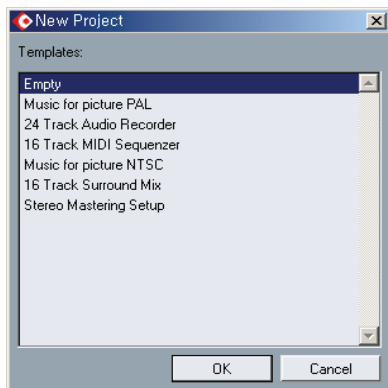 New Project
Templates:
Empty
Music for picture PAL
24 Track Audio Recorder
16 Track MIDI Sequenzer
Music for picture NTSC
16 Track Surround Mix
Stereo Mastering Setup
OK
Cancel